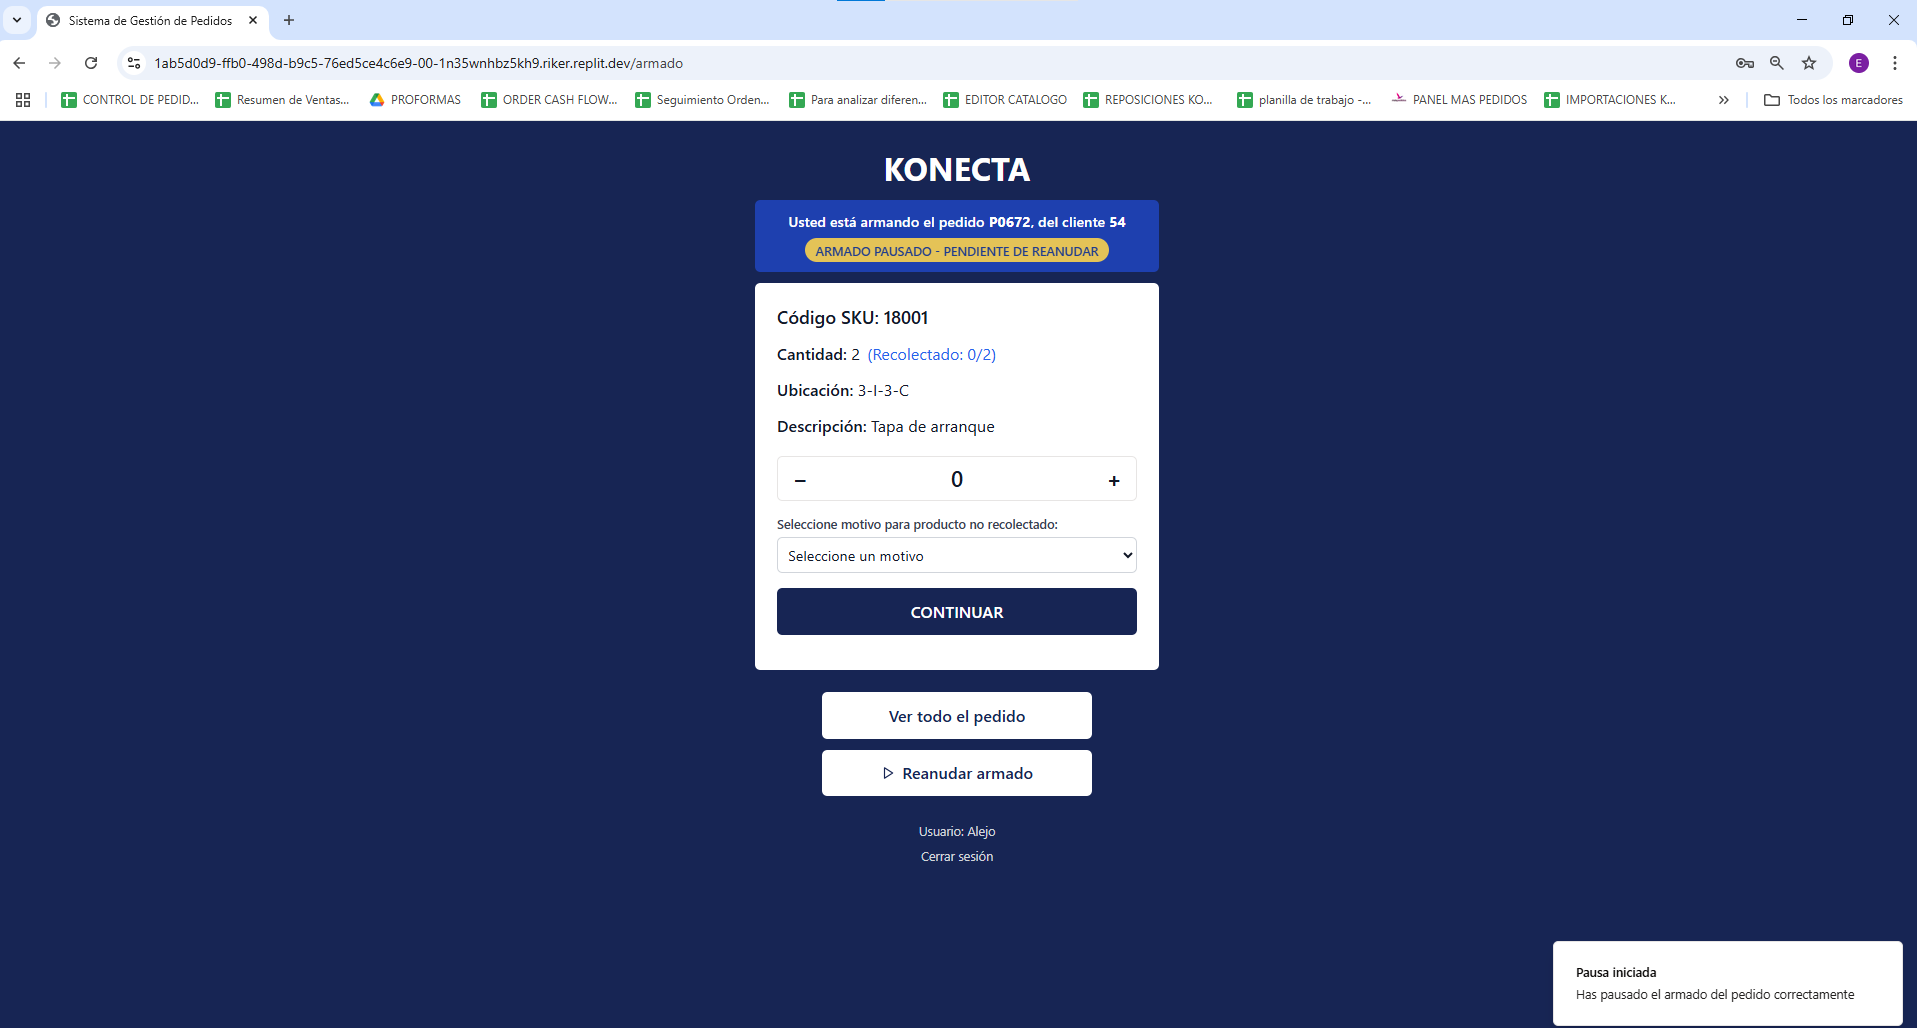 Sistema de Gestión de Pedidos
1ab5d0d9-ffb0-498d-b9c5-76ed5ce4c6e9-00-1n35wnhbz5kh9.riker.replit.dev/armado
E
CONTROL DE PEDID...
Resumen de Ventas...
PROFORMAS
ORDER CASH FLOW...
Seguimiento Orden...
Para analizar diferen...
EDITOR CATALOGO
REPOSICIONES KO...
planilla de trabajo -...
PANEL MAS PEDIDOS
IMPORTACIONES K...
Todos los marcadores
KONECTA
Usted está armando el pedido P0672, del cliente 54
ARMADO PAUSADO - PENDIENTE DE REANUDAR
Código SKU: 18001
Cantidad: 2 (Recolectado: 0/2)
Ubicación: 3-I-3-C
Descripción: Tapa de arranque
− 0 +
Seleccione motivo para producto no recolectado:
Seleccione un motivo
CONTINUAR
Ver todo el pedido
Reanudar armado
Usuario: Alejo
Cerrar sesión
Pausa iniciada
Has pausado el armado del pedido correctamente